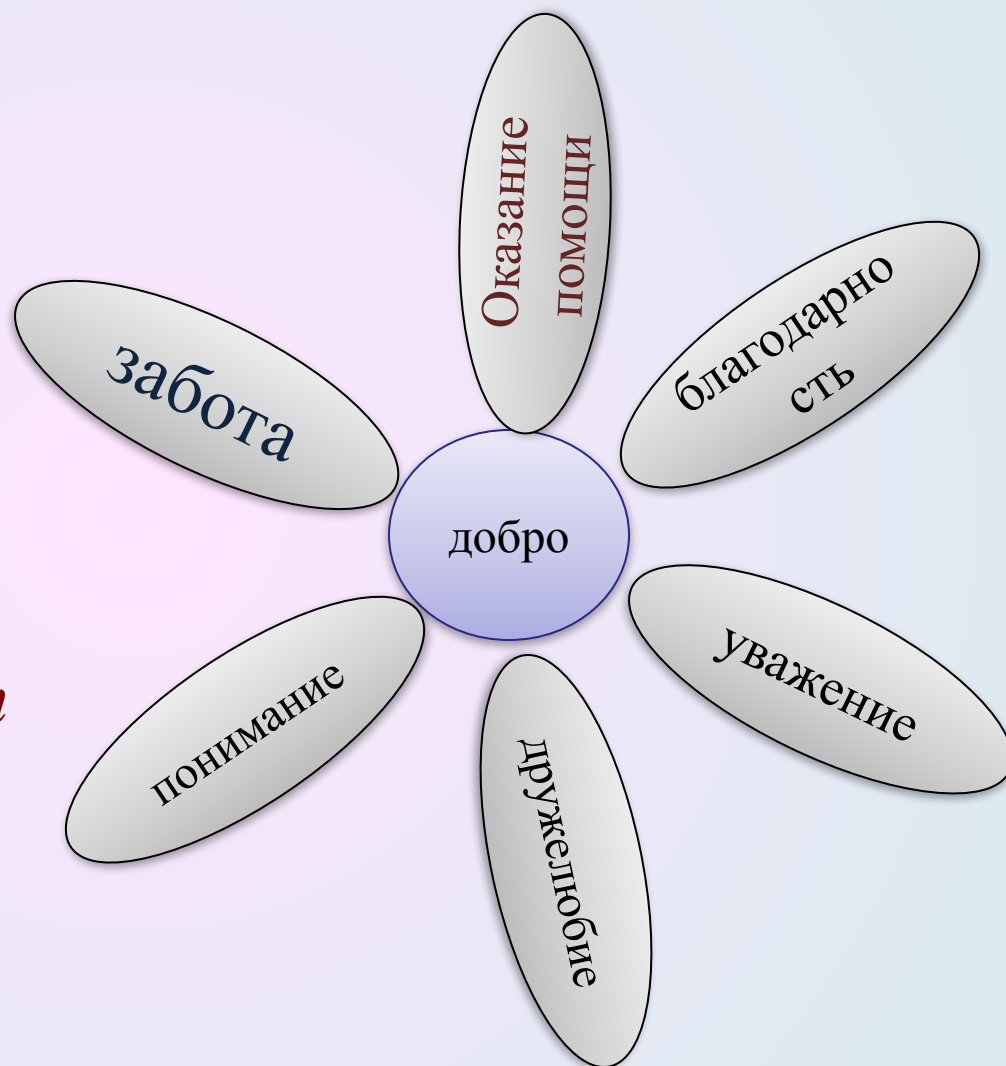 Оказание
помощи
благодарно
сть
забота
добро
уважение
понимание
дружелюбие